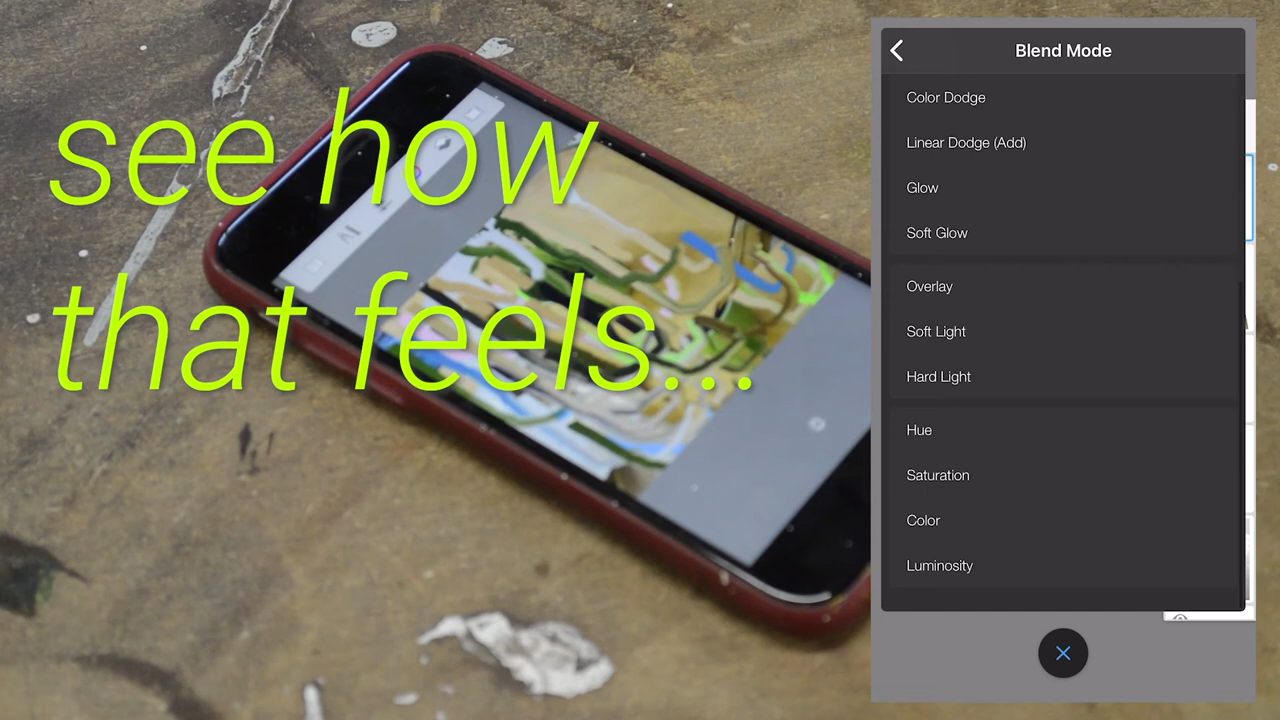 see how
that feels...
Blend Mode
Color Dodge
Linear Dodge (Add)
Glow
Soft Glow
Overlay
Soft Light
Hard Light
Hue
Saturation
Color
Luminosity